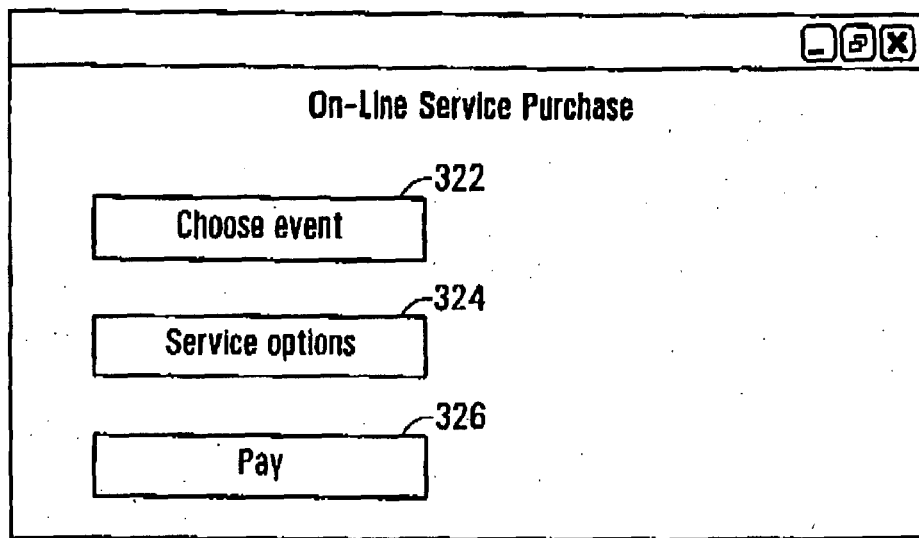 On-Line Service Purchase
322
Choose event
324
Service options
326
Pay